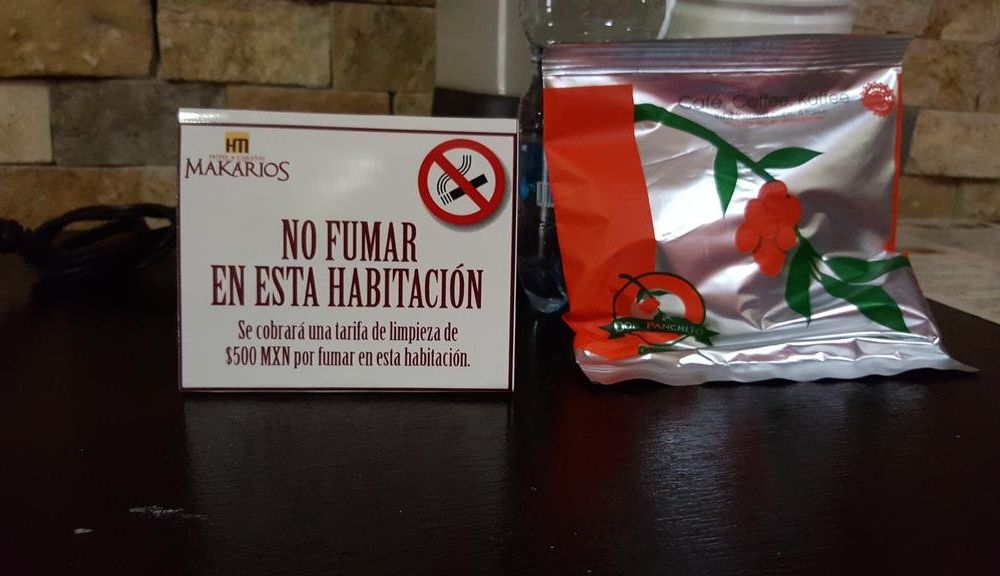 HM
HOTEL & CABAÑAS
MAKARIOS
NO FUMAR
EN ESTA HABITACIÓN
Se cobrará una tarifa de limpieza de
$500 MXN por fumar en esta habitación.
Café, Coffee, Kaffee
DON PANCHITO